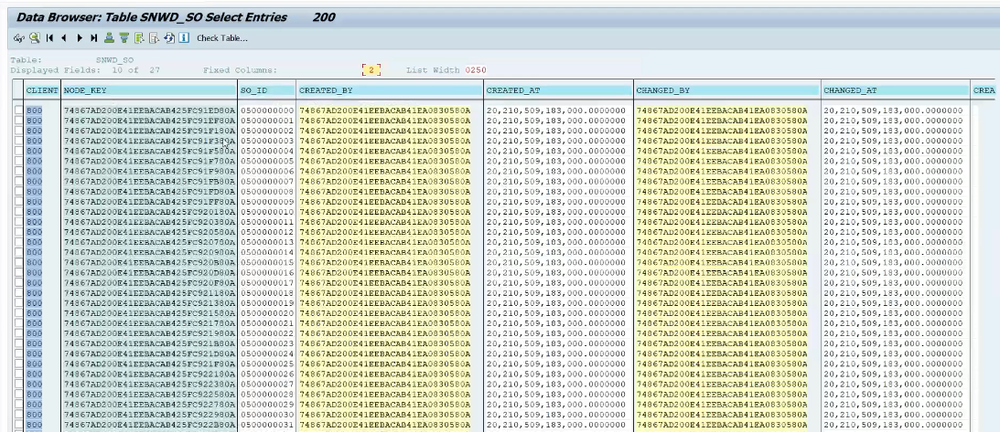 Data Browser: Table SNWD_SO Select Entries 200
Check Table...
Table: SNWD_SO
Displayed Fields: 10 of 27 Fixed Columns: 2 List Width 0250
CLIENT NODE_KEY SO_ID CREATED_BY CREATED_AT CHANGED_BY CHANGED_AT CREA
800 74867AD200E41EEBACAB425FC91ED80A 0500000000 74867AD200E41EEBACAB41EA0830580A 20,210,509,183,000.0000000 74867AD200E41EEBACAB41EA0830580A 20,210,509,183,000.0000000
800 74867AD200E41EEBACAB425FC91EF80A 0500000001 74867AD200E41EEBACAB41EA0830580A 20,210,509,183,000.0000000 74867AD200E41EEBACAB41EA0830580A 20,210,509,183,000.0000000
800 74867AD200E41EEBACAB425FC91F180A 0500000002 74867AD200E41EEBACAB41EA0830580A 20,210,509,183,000.0000000 74867AD200E41EEBACAB41EA0830580A 20,210,509,183,000.0000000
800 74867AD200E41EEBACAB425FC91F380A 0500000003 74867AD200E41EEBACAB41EA0830580A 20,210,509,183,000.0000000 74867AD200E41EEBACAB41EA0830580A 20,210,509,183,000.0000000
800 74867AD200E41EEBACAB425FC91F580A 0500000004 74867AD200E41EEBACAB41EA0830580A 20,210,509,183,000.0000000 74867AD200E41EEBACAB41EA0830580A 20,210,509,183,000.0000000
800 74867AD200E41EEBACAB425FC91F780A 0500000005 74867AD200E41EEBACAB41EA0830580A 20,210,509,183,000.0000000 74867AD200E41EEBACAB41EA0830580A 20,210,509,183,000.0000000
800 74867AD200E41EEBACAB425FC91F980A 0500000006 74867AD200E41EEBACAB41EA0830580A 20,210,509,183,000.0000000 74867AD200E41EEBACAB41EA0830580A 20,210,509,183,000.0000000
800 74867AD200E41EEBACAB425FC91FB80A 0500000007 74867AD200E41EEBACAB41EA0830580A 20,210,509,183,000.0000000 74867AD200E41EEBACAB41EA0830580A 20,210,509,183,000.0000000
800 74867AD200E41EEBACAB425FC91FD80A 0500000008 74867AD200E41EEBACAB41EA0830580A 20,210,509,183,000.0000000 74867AD200E41EEBACAB41EA0830580A 20,210,509,183,000.0000000
800 74867AD200E41EEBACAB425FC91FF80A 0500000009 74867AD200E41EEBACAB41EA0830580A 20,210,509,183,000.0000000 74867AD200E41EEBACAB41EA0830580A 20,210,509,183,000.0000000
800 74867AD200E41EEBACAB425FC920180A 0500000010 74867AD200E41EEBACAB41EA0830580A 20,210,509,183,000.0000000 74867AD200E41EEBACAB41EA0830580A 20,210,509,183,000.0000000
800 74867AD200E41EEBACAB425FC920380A 0500000011 74867AD200E41EEBACAB41EA0830580A 20,210,509,183,000.0000000 74867AD200E41EEBACAB41EA0830580A 20,210,509,183,000.0000000
800 74867AD200E41EEBACAB425FC920580A 0500000012 74867AD200E41EEBACAB41EA0830580A 20,210,509,183,000.0000000 74867AD200E41EEBACAB41EA0830580A 20,210,509,183,000.0000000
800 74867AD200E41EEBACAB425FC920780A 0500000013 74867AD200E41EEBACAB41EA0830580A 20,210,509,183,000.0000000 74867AD200E41EEBACAB41EA0830580A 20,210,509,183,000.0000000
800 74867AD200E41EEBACAB425FC920980A 0500000014 74867AD200E41EEBACAB41EA0830580A 20,210,509,183,000.0000000 74867AD200E41EEBACAB41EA0830580A 20,210,509,183,000.0000000
800 74867AD200E41EEBACAB425FC920B80A 0500000015 74867AD200E41EEBACAB41EA0830580A 20,210,509,183,000.0000000 74867AD200E41EEBACAB41EA0830580A 20,210,509,183,000.0000000
800 74867AD200E41EEBACAB425FC920D80A 0500000016 74867AD200E41EEBACAB41EA0830580A 20,210,509,183,000.0000000 74867AD200E41EEBACAB41EA0830580A 20,210,509,183,000.0000000
800 74867AD200E41EEBACAB425FC920F80A 0500000017 74867AD200E41EEBACAB41EA0830580A 20,210,509,183,000.0000000 74867AD200E41EEBACAB41EA0830580A 20,210,509,183,000.0000000
800 74867AD200E41EEBACAB425FC921180A 0500000018 74867AD200E41EEBACAB41EA0830580A 20,210,509,183,000.0000000 74867AD200E41EEBACAB41EA0830580A 20,210,509,183,000.0000000
800 74867AD200E41EEBACAB425FC921380A 0500000019 74867AD200E41EEBACAB41EA0830580A 20,210,509,183,000.0000000 74867AD200E41EEBACAB41EA0830580A 20,210,509,183,000.0000000
800 74867AD200E41EEBACAB425FC921580A 0500000020 74867AD200E41EEBACAB41EA0830580A 20,210,509,183,000.0000000 74867AD200E41EEBACAB41EA0830580A 20,210,509,183,000.0000000
800 74867AD200E41EEBACAB425FC921780A 0500000021 74867AD200E41EEBACAB41EA0830580A 20,210,509,183,000.0000000 74867AD200E41EEBACAB41EA0830580A 20,210,509,183,000.0000000
800 74867AD200E41EEBACAB425FC921980A 0500000022 74867AD200E41EEBACAB41EA0830580A 20,210,509,183,000.0000000 74867AD200E41EEBACAB41EA0830580A 20,210,509,183,000.0000000
800 74867AD200E41EEBACAB425FC921B80A 0500000023 74867AD200E41EEBACAB41EA0830580A 20,210,509,183,000.0000000 74867AD200E41EEBACAB41EA0830580A 20,210,509,183,000.0000000
800 74867AD200E41EEBACAB425FC921D80A 0500000024 74867AD200E41EEBACAB41EA0830580A 20,210,509,183,000.0000000 74867AD200E41EEBACAB41EA0830580A 20,210,509,183,000.0000000
800 74867AD200E41EEBACAB425FC921F80A 0500000025 74867AD200E41EEBACAB41EA0830580A 20,210,509,183,000.0000000 74867AD200E41EEBACAB41EA0830580A 20,210,509,183,000.0000000
800 74867AD200E41EEBACAB425FC922180A 0500000026 74867AD200E41EEBACAB41EA0830580A 20,210,509,183,000.0000000 74867AD200E41EEBACAB41EA0830580A 20,210,509,183,000.0000000
800 74867AD200E41EEBACAB425FC922380A 0500000027 74867AD200E41EEBACAB41EA0830580A 20,210,509,183,000.0000000 74867AD200E41EEBACAB41EA0830580A 20,210,509,183,000.0000000
800 74867AD200E41EEBACAB425FC922580A 0500000028 74867AD200E41EEBACAB41EA0830580A 20,210,509,183,000.0000000 74867AD200E41EEBACAB41EA0830580A 20,210,509,183,000.0000000
800 74867AD200E41EEBACAB425FC922780A 0500000029 74867AD200E41EEBACAB41EA0830580A 20,210,509,183,000.0000000 74867AD200E41EEBACAB41EA0830580A 20,210,509,183,000.0000000
800 74867AD200E41EEBACAB425FC922980A 0500000030 74867AD200E41EEBACAB41EA0830580A 20,210,509,183,000.0000000 74867AD200E41EEBACAB41EA0830580A 20,210,509,183,000.0000000
800 74867AD200E41EEBACAB425FC922B80A 0500000031 74867AD200E41EEBACAB41EA0830580A 20,210,509,183,000.0000000 74867AD200E41EEBACAB41EA0830580A 20,210,509,183,000.0000000